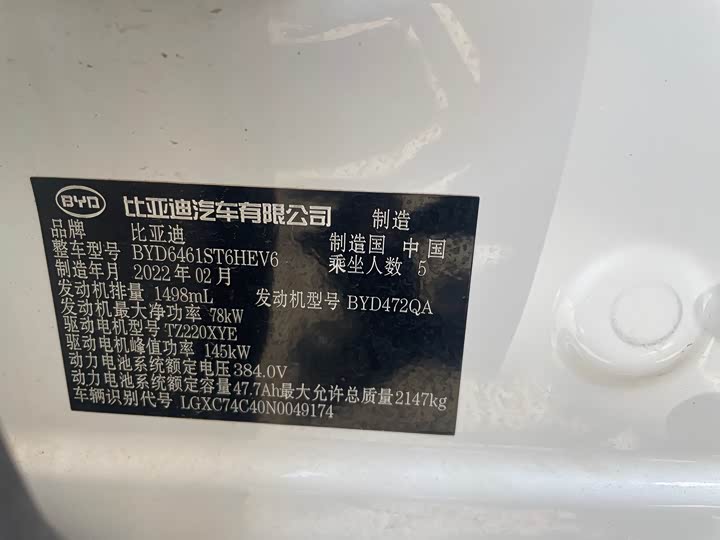 BYD 比亚迪汽车有限公司 制造
品牌 比亚迪 制造国 中国
整车型号 BYD6461ST6HEV6 乘坐人数 5
制造年月 2022年02月
发动机排量 1498mL 发动机型号 BYD472QA
发动机最大净功率 78kW
驱动电机型号 TZ220XYE
驱动电机峰值功率 145kW
动力电池系统额定电压 384.0V
动力电池系统额定容量 47.7Ah 最大允许总质量 2147kg
车辆识别代号 LGXC74C40N0049174